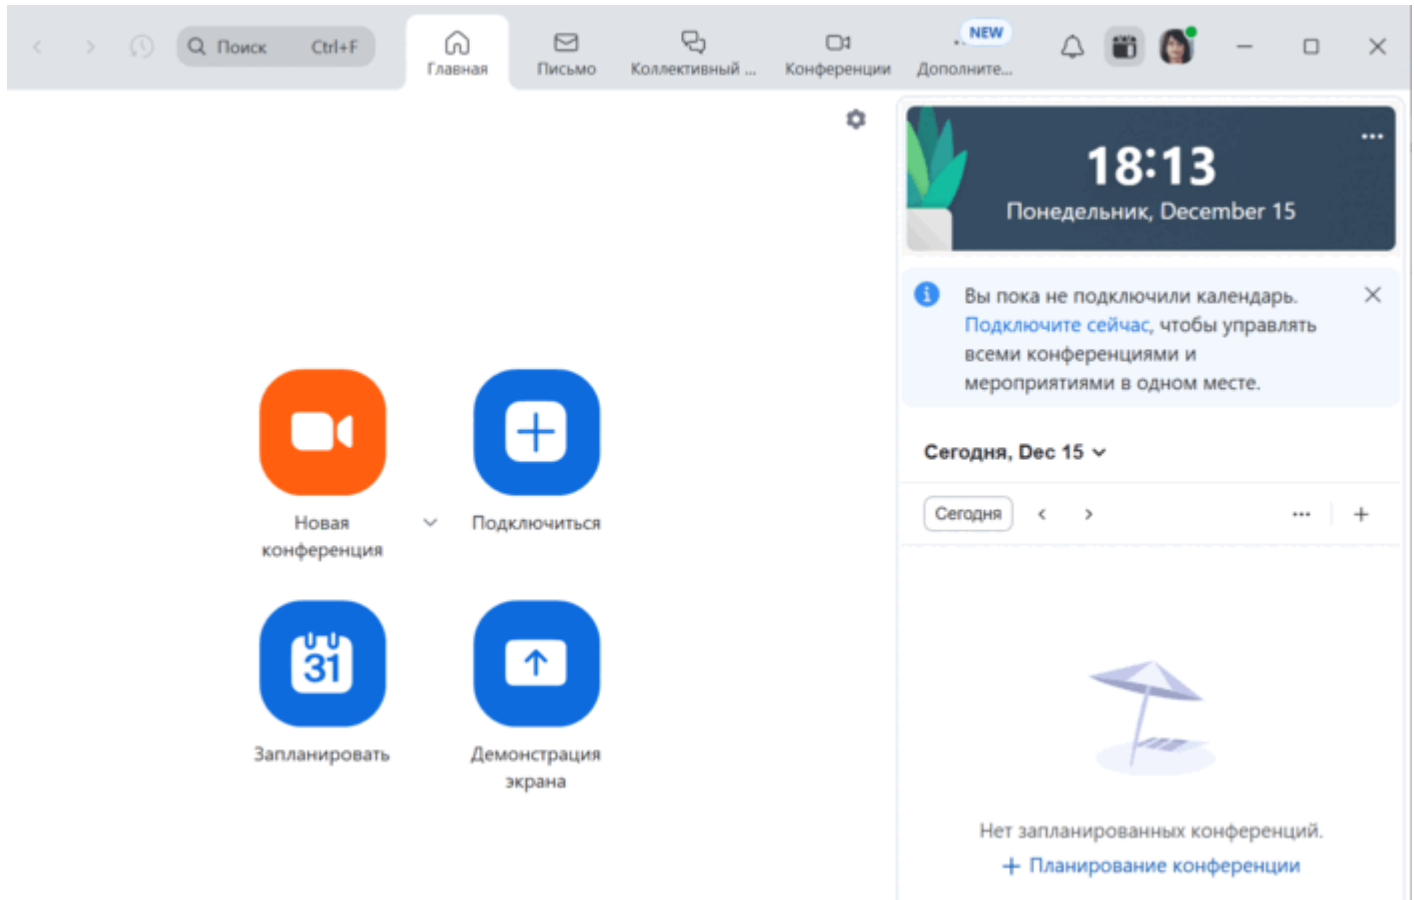 Поиск Ctrl+F
Главная
Письмо
Коллективный ...
Конференции
NEW
Дополните...
18:13
Понедельник, December 15
Вы пока не подключили календарь.
Подключите сейчас, чтобы управлять
всеми конференциями и
мероприятиями в одном месте.
Сегодня, Dec 15
Сегодня
Новая
конференция
Подключиться
31
Запланировать
Демонстрация
экрана
Нет запланированных конференций.
+ Планирование конференции